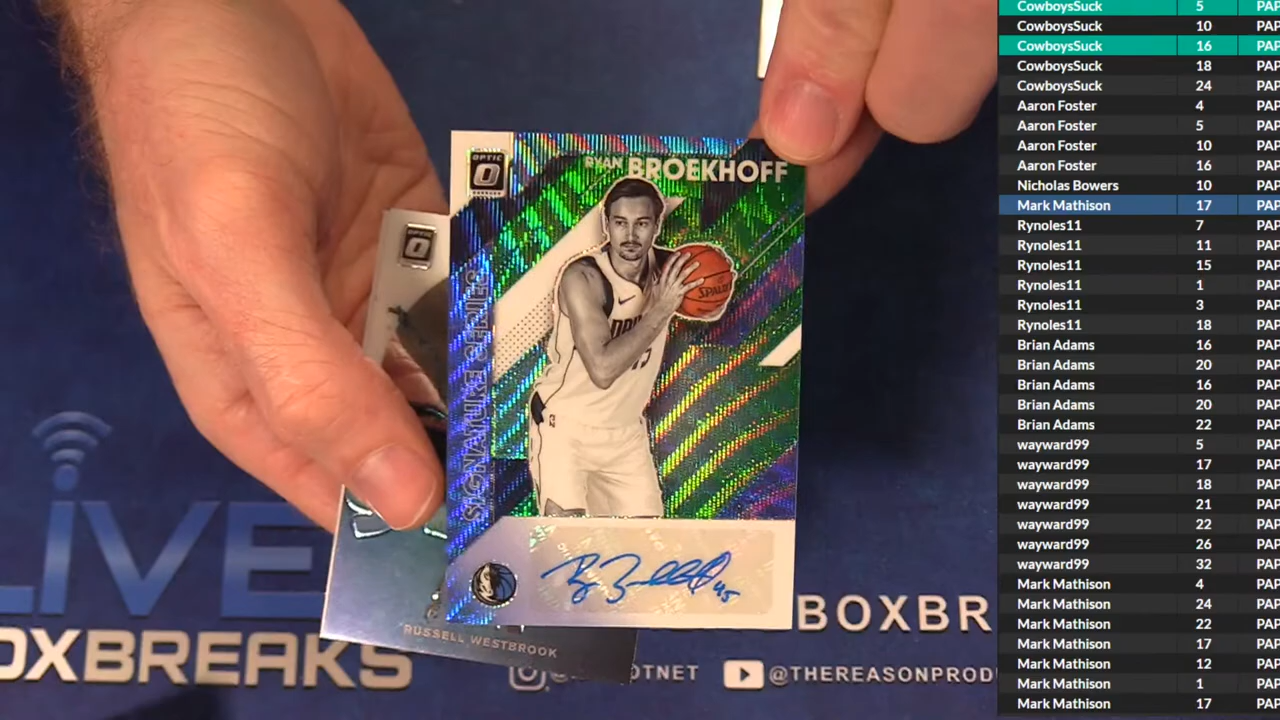 OPTIC
RYAN BROEKHOFF
SIGNATURE SERIES
SPALDING
45
OPTIC
RUSSELL WESTBROOK
LIVE
BOXBR
OXBREAKS
OTNET
@THEREASONPROD
CowboysSuck 5 PAP
CowboysSuck 10 PAP
CowboysSuck 16 PAP
CowboysSuck 18 PAP
CowboysSuck 24 PAP
Aaron Foster 4 PAP
Aaron Foster 5 PAP
Aaron Foster 10 PAP
Aaron Foster 16 PAP
Nicholas Bowers 10 PAP
Mark Mathison 17 PAP
Rynoles11 7 PAP
Rynoles11 11 PAP
Rynoles11 15 PAP
Rynoles11 1 PAP
Rynoles11 3 PAP
Rynoles11 18 PAP
Brian Adams 16 PAP
Brian Adams 20 PAP
Brian Adams 16 PAP
Brian Adams 20 PAP
Brian Adams 22 PAP
wayward99 5 PAP
wayward99 17 PAP
wayward99 18 PAP
wayward99 21 PAP
wayward99 22 PAP
wayward99 26 PAP
wayward99 32 PAP
Mark Mathison 4 PAP
Mark Mathison 24 PAP
Mark Mathison 22 PAP
Mark Mathison 17 PAP
Mark Mathison 12 PAP
Mark Mathison 1 PAP
Mark Mathison 17 PAP